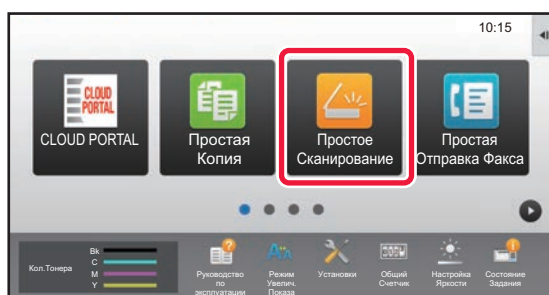 10:15
CLOUD
PORTAL
CLOUD PORTAL
Простая
Копия
Простое
Сканирование
Простая
Отправка Факса
Кол.Тонера
Bk
C
M
Y
Руководство
по
эксплуатации
Режим
Увелич.
Показа
Установки
Общий
Счетчик
Настройка
Яркости
Состояние
Задания